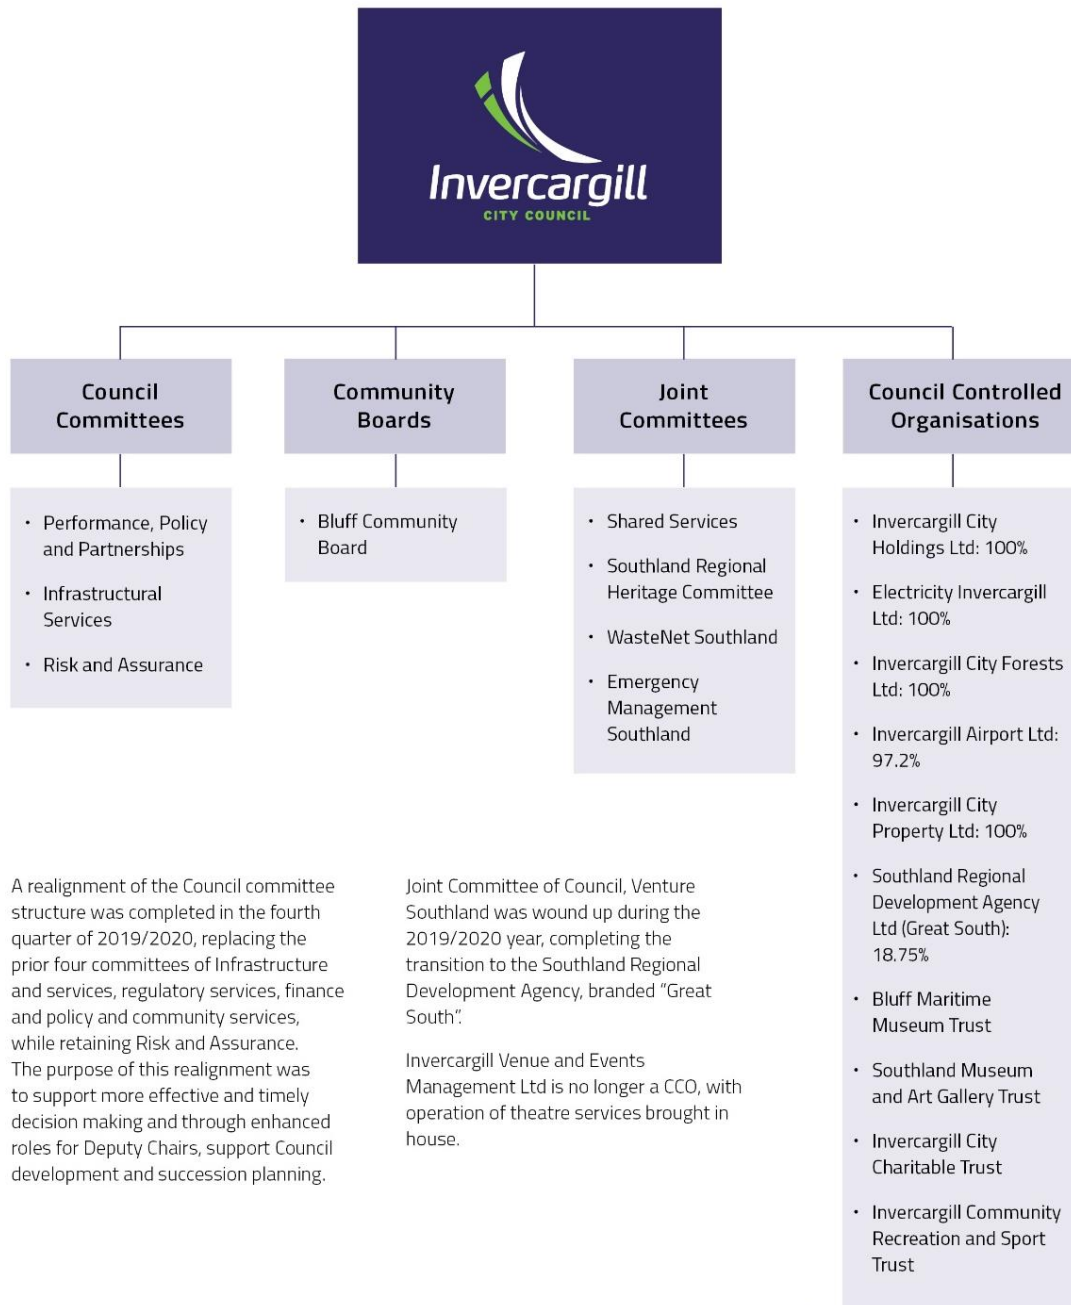 Invercargill
CITY COUNCIL
Council
Committees
• Performance, Policy
and Partnerships
• Infrastructural
Services
• Risk and Assurance
Community
Boards
• Bluff Community
Board
Joint
Committees
• Shared Services
• Southland Regional
Heritage Committee
• WasteNet Southland
• Emergency
Management
Southland
Council Controlled
Organisations
• Invercargill City
Holdings Ltd: 100%
• Electricity Invercargill
Ltd: 100%
• Invercargill City Forests
Ltd: 100%
• Invercargill Airport Ltd:
97.2%
• Invercargill City
Property Ltd: 100%
• Southland Regional
Development Agency
Ltd (Great South):
18.75%
• Bluff Maritime
Museum Trust
• Southland Museum
and Art Gallery Trust
• Invercargill City
Charitable Trust
• Invercargill Community
Recreation and Sport
Trust
A realignment of the Council committee
structure was completed in the fourth
quarter of 2019/2020, replacing the
prior four committees of Infrastructure
and services, regulatory services, finance
and policy and community services,
while retaining Risk and Assurance.
The purpose of this realignment was
to support more effective and timely
decision making and through enhanced
roles for Deputy Chairs, support Council
development and succession planning.
Joint Committee of Council, Venture
Southland was wound up during the
2019/2020 year, completing the
transition to the Southland Regional
Development Agency, branded “Great
South”.
Invercargill Venue and Events
Management Ltd is no longer a CCO, with
operation of theatre services brought in
house.